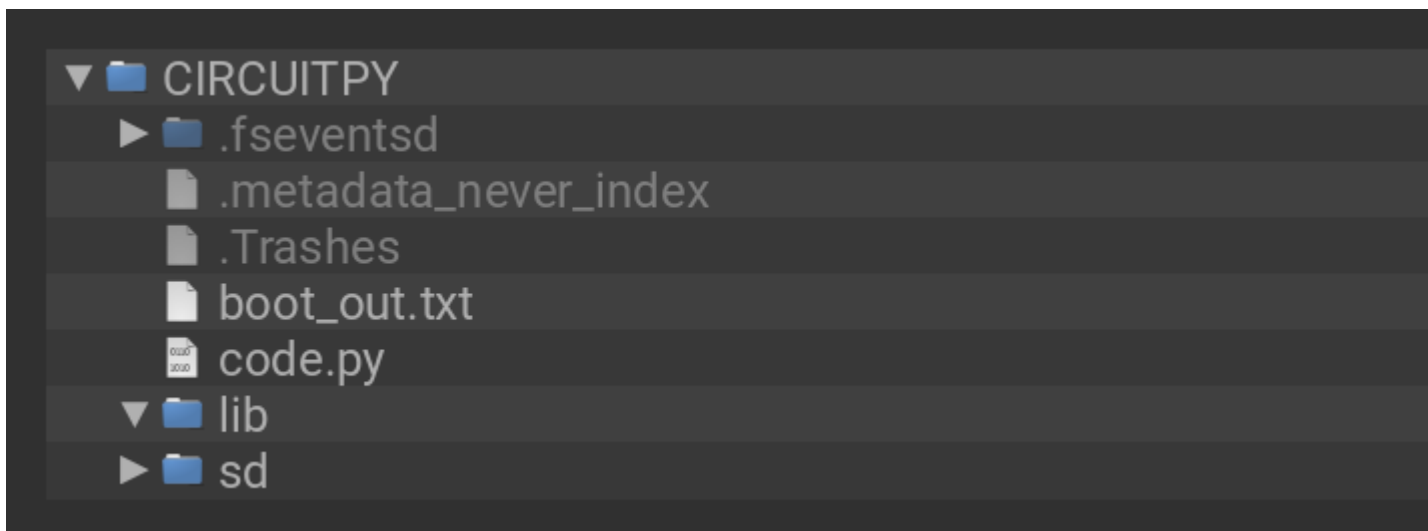 CIRCUITPY
.fseventsd
.metadata_never_index
.Trashes
boot_out.txt
code.py
lib
sd